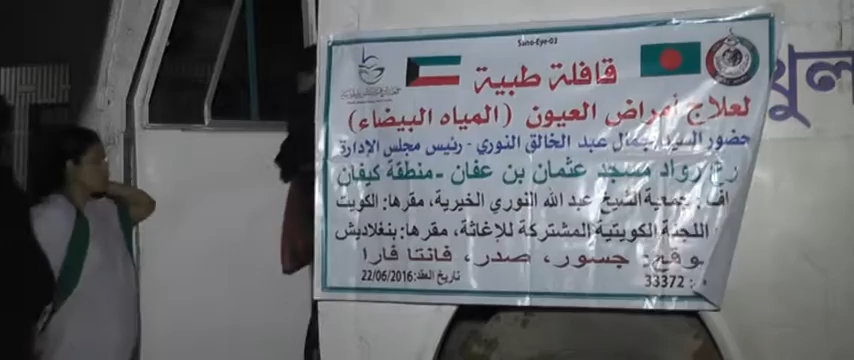 Suno-Eye-03
قافلة طبية
لعلاج أمراض العيون (المياه البيضاء)
حضور السيد جمال عبد الخالق النوري - رئيس مجلس الإدارة
رواد مسجد عثمان بن عفان - منطقة كيفان
جمعية الشيخ عبد الله النوري الخيرية، مقرها: الكويت
اللجنة الكويتية المشتركة للإغاثة، مقرها: بنغلاديش
جسور، صدر، فانتا فارا
33372 تاريخ العقد: 22/06/2016
খুল